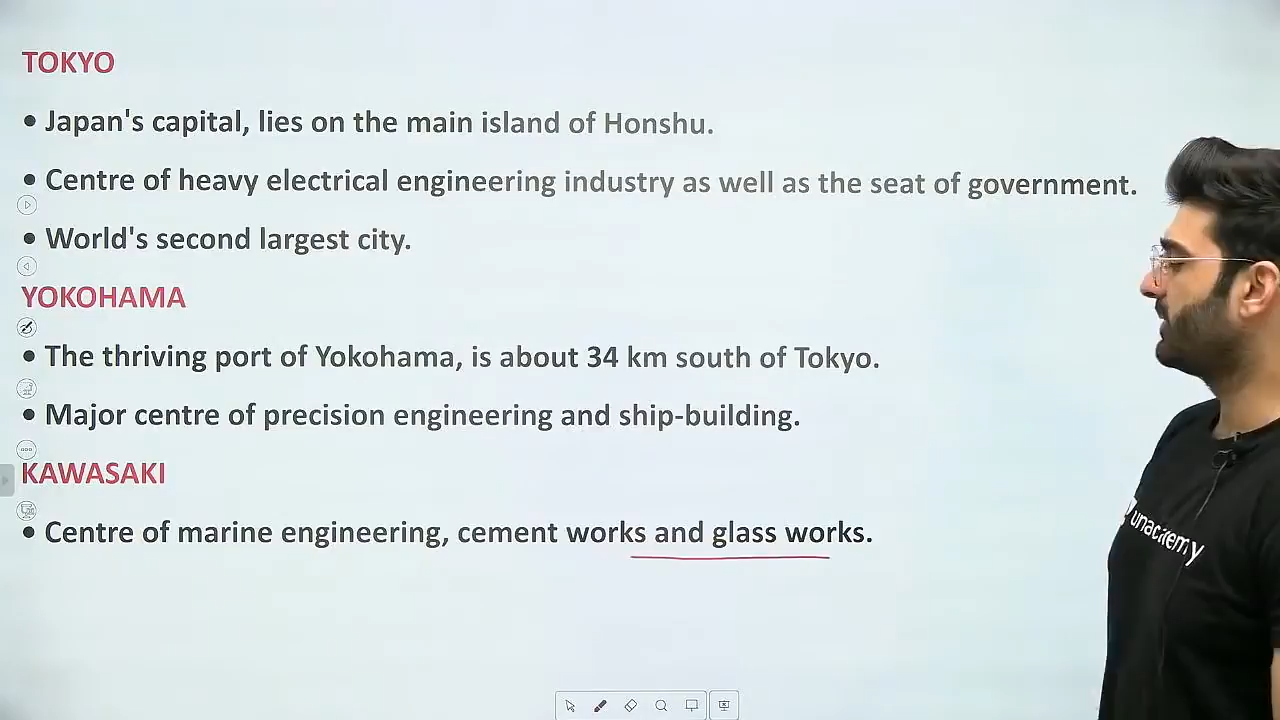 TOKYO
• Japan's capital, lies on the main island of Honshu.
• Centre of heavy electrical engineering industry as well as the seat of government.
• World's second largest city.
YOKOHAMA
• The thriving port of Yokohama, is about 34 km south of Tokyo.
• Major centre of precision engineering and ship-building.
KAWASAKI
• Centre of marine engineering, cement works and glass works.
unacademy